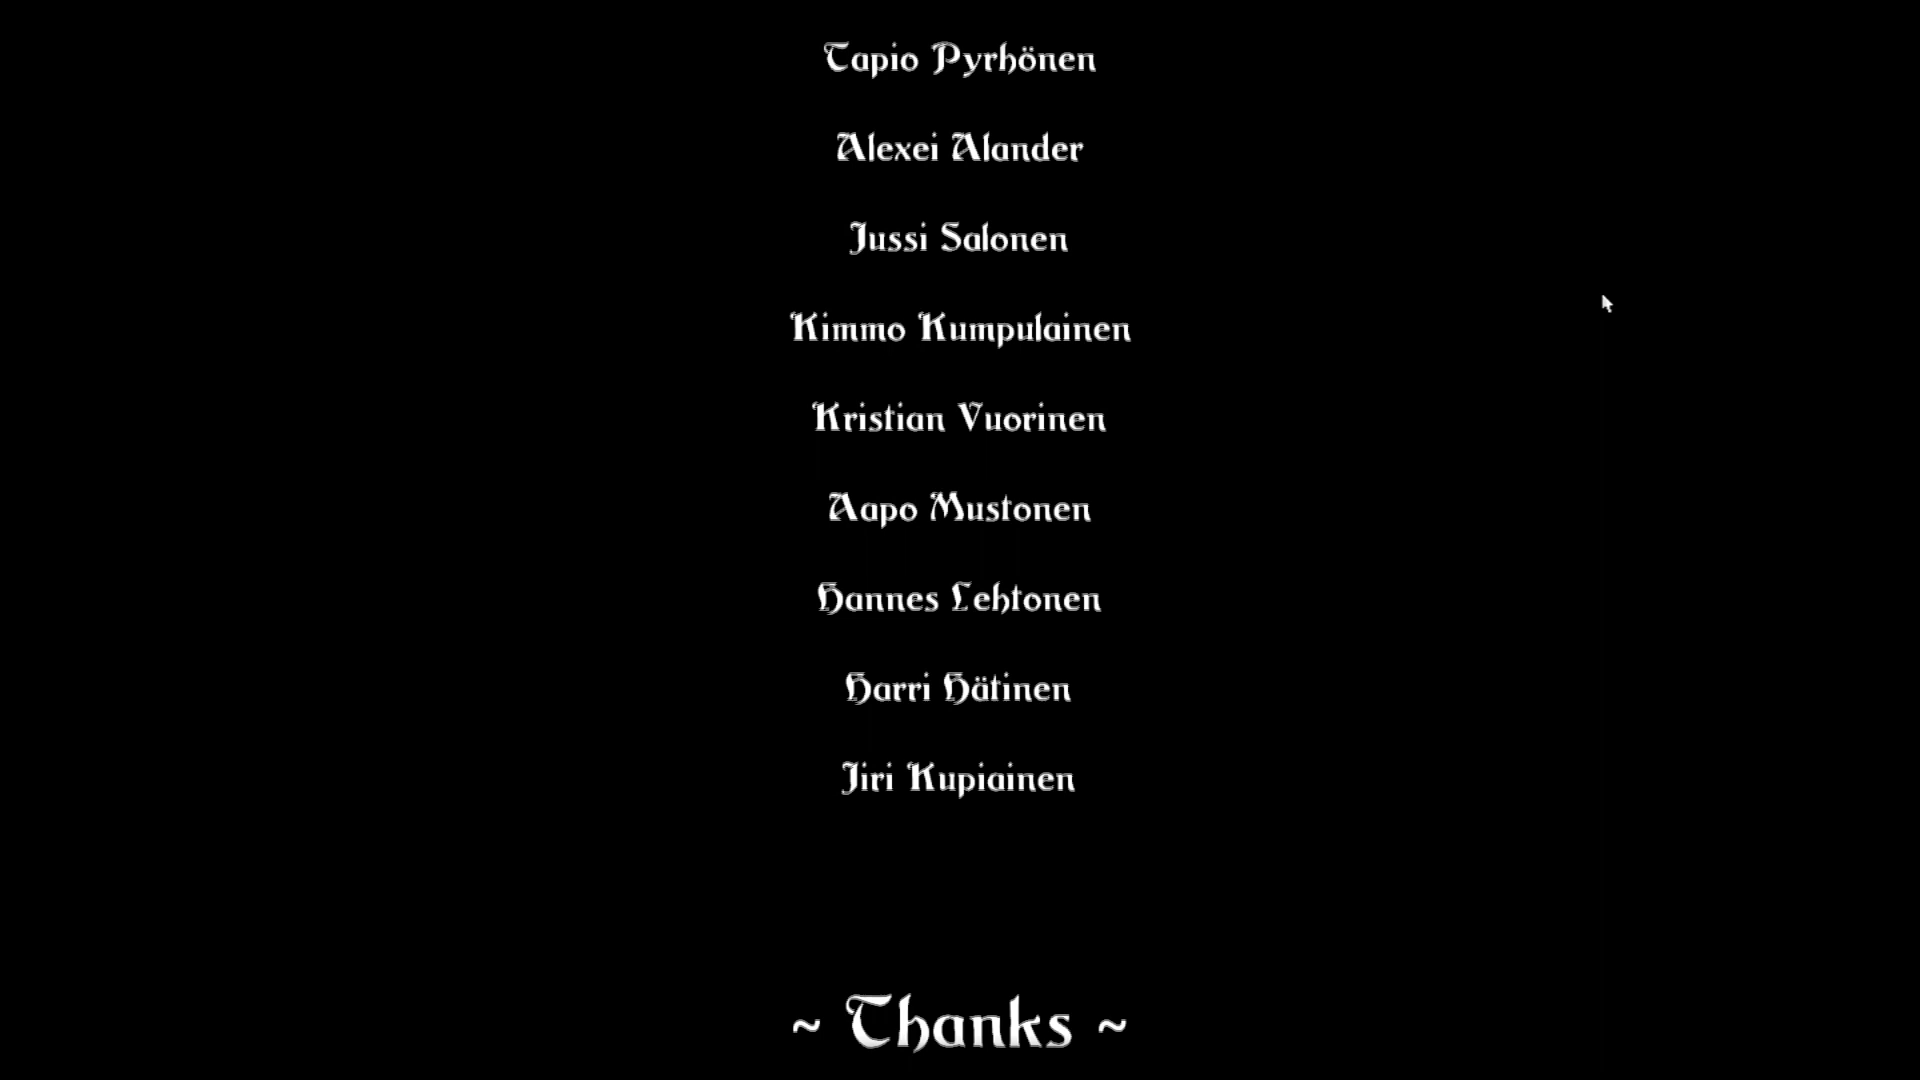 Tapio Pyrhönen
Alexei Alander
Jussi Salonen
Kimmo Kumpulainen
Kristian Vuorinen
Aapo Mustonen
Hannes Lehtonen
Harri Hätinen
Jiri Kupiainen
~ Thanks ~